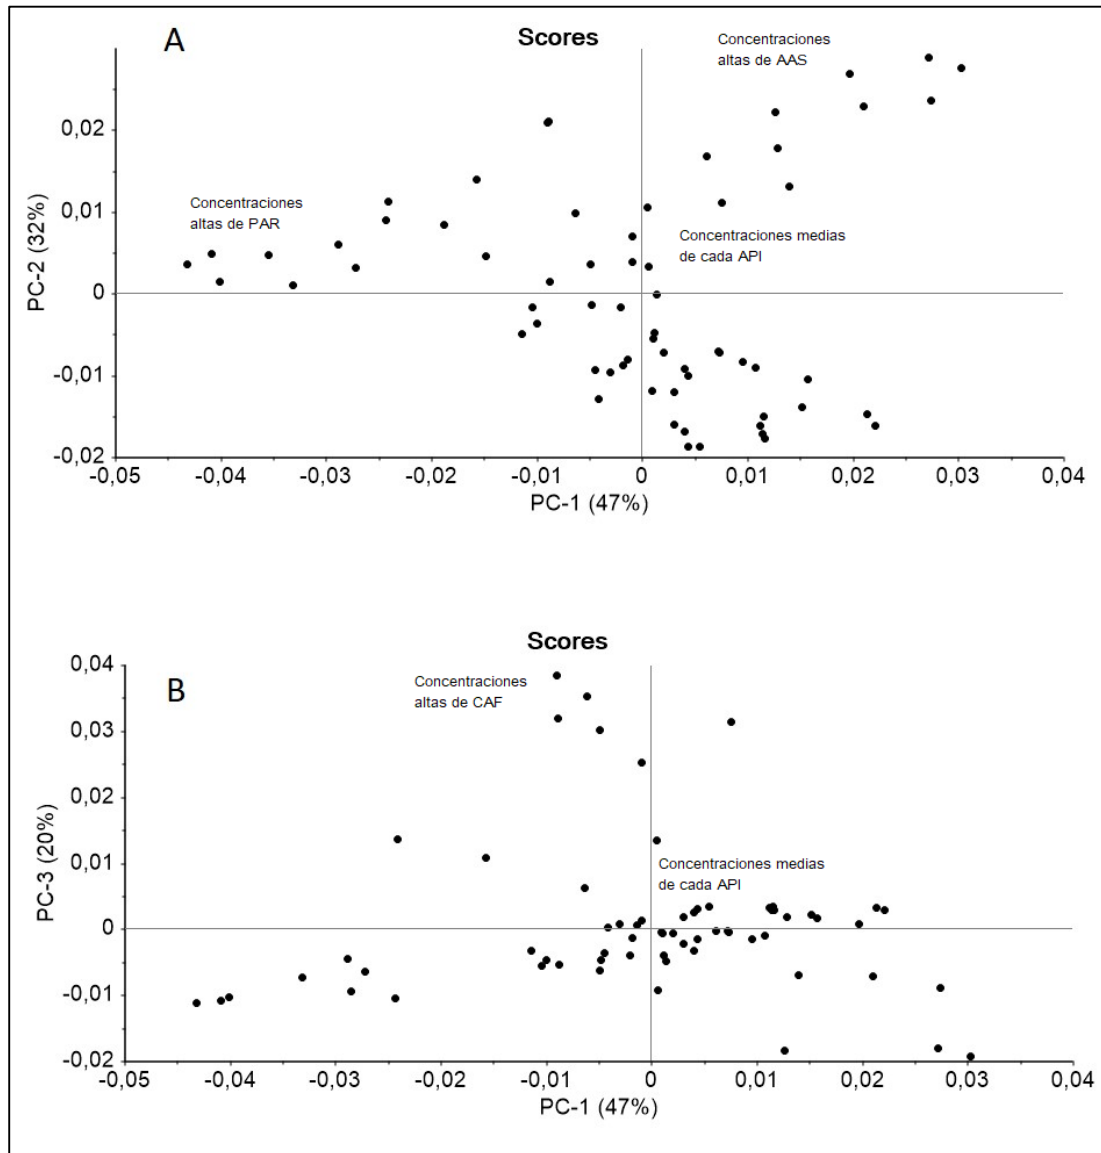 A
Scores
Concentraciones
altas de AAS
0,02
Concentraciones
altas de PAR
0,01
Concentraciones medias
de cada API
PC-2 (32%)
0
-0,01
-0,02
-0,05
-0,04
-0,03
-0,02
-0,01
0
0,01
0,02
0,03
0,04
PC-1 (47%)
Scores
B
0,04
Concentraciones
altas de CAF
0,03
0,02
0,01
Concentraciones medias
de cada API
PC-3 (20%)
0
-0,01
-0,02
-0,05
-0,04
-0,03
-0,02
-0,01
0
0,01
0,02
0,03
0,04
PC-1 (47%)